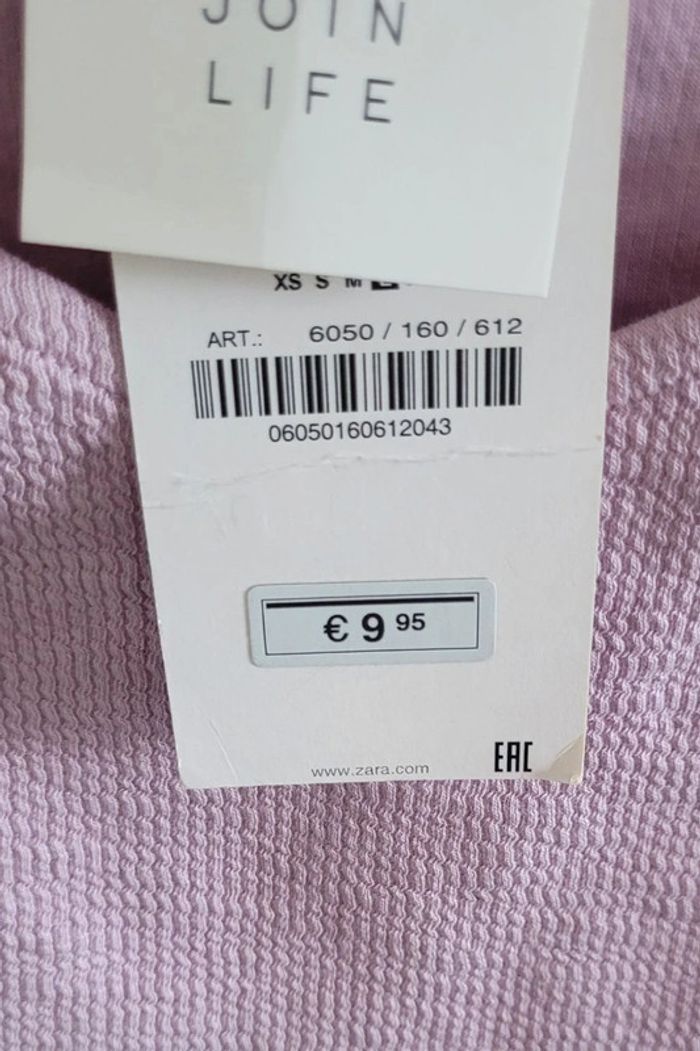 JOIN
LIFE
XS S M L
ART.: 6050 / 160 / 612
06050160612043
€ 9 95
www.zara.com
EAC